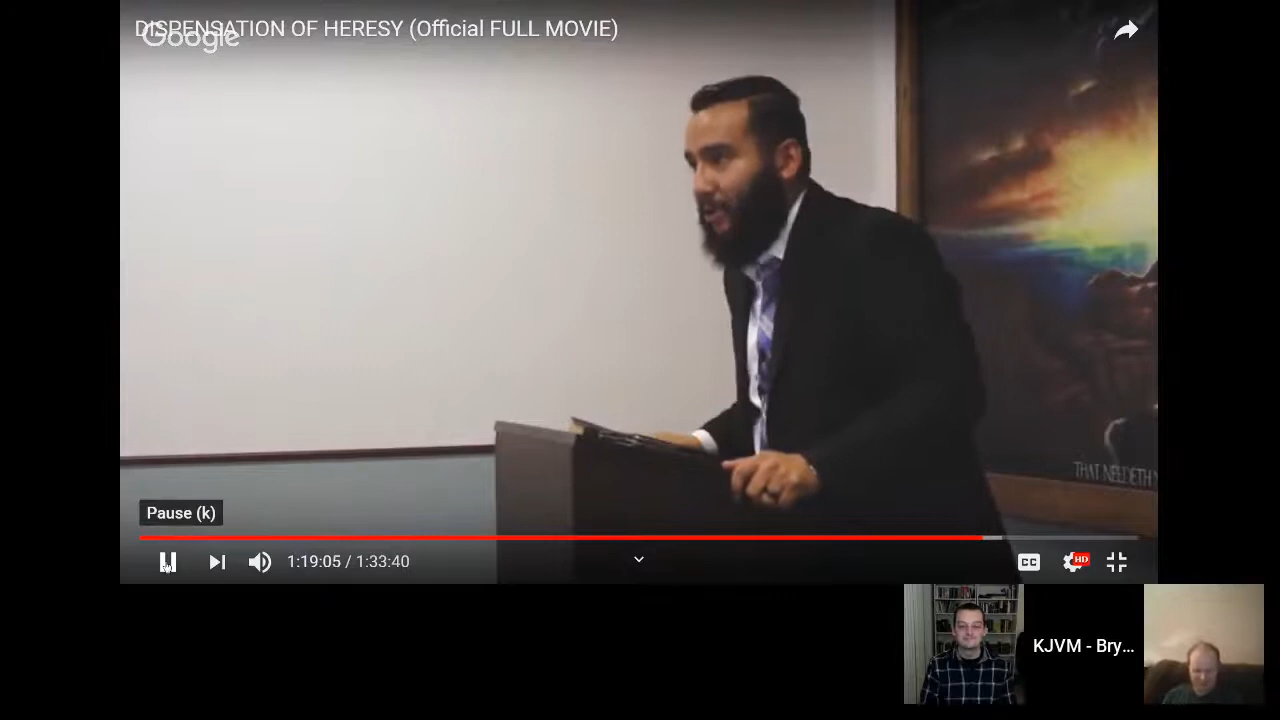 DISPENSATION OF HERESY (Official FULL MOVIE)
Google
THAT NEEDETH
Pause (k)
1:19:05 / 1:33:40
CC
HD
KJVM - Bry...